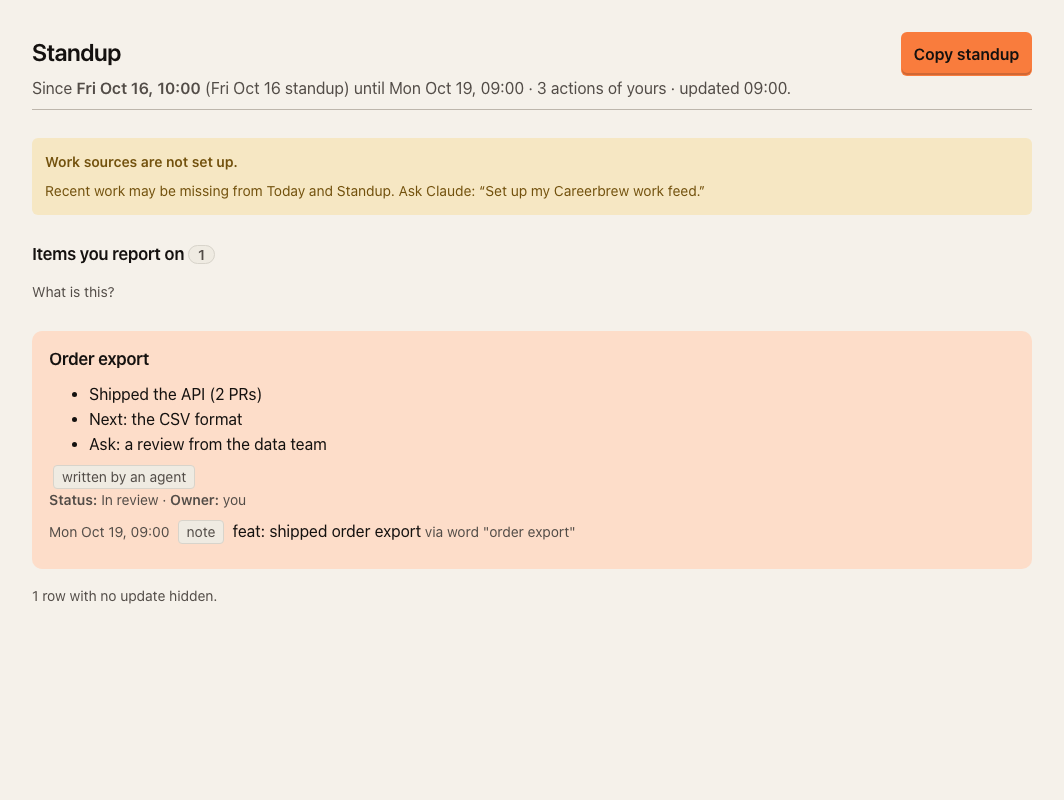 Standup
Copy standup
Since Fri Oct 16, 10:00 (Fri Oct 16 standup) until Mon Oct 19, 09:00 · 3 actions of yours · updated 09:00.
Work sources are not set up.
Recent work may be missing from Today and Standup. Ask Claude: “Set up my Careerbrew work feed.”
Items you report on 1
What is this?
Order export
• Shipped the API (2 PRs)
• Next: the CSV format
• Ask: a review from the data team
written by an agent
Status: In review · Owner: you
Mon Oct 19, 09:00 note feat: shipped order export via word "order export"
1 row with no update hidden.